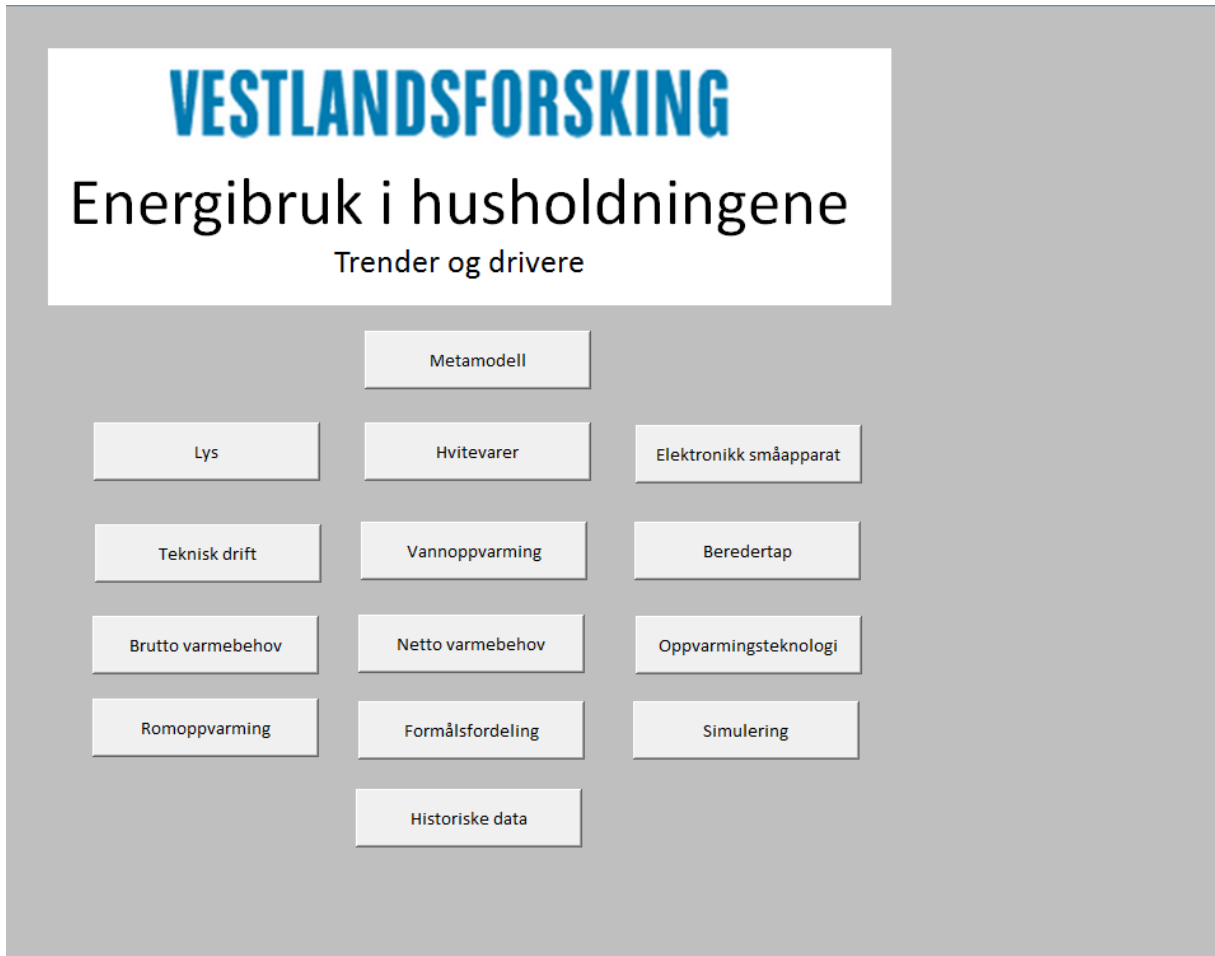 VESTLANDSFORSKING
Energibruk i husholdningene
Trender og drivere
Metamodell
Lys
Hvitevarer
Elektronikk småapparat
Teknisk drift
Vannoppvarming
Beredertap
Brutto varmebehov
Netto varmebehov
Oppvarmingsteknologi
Romoppvarming
Formålsfordeling
Simulering
Historiske data